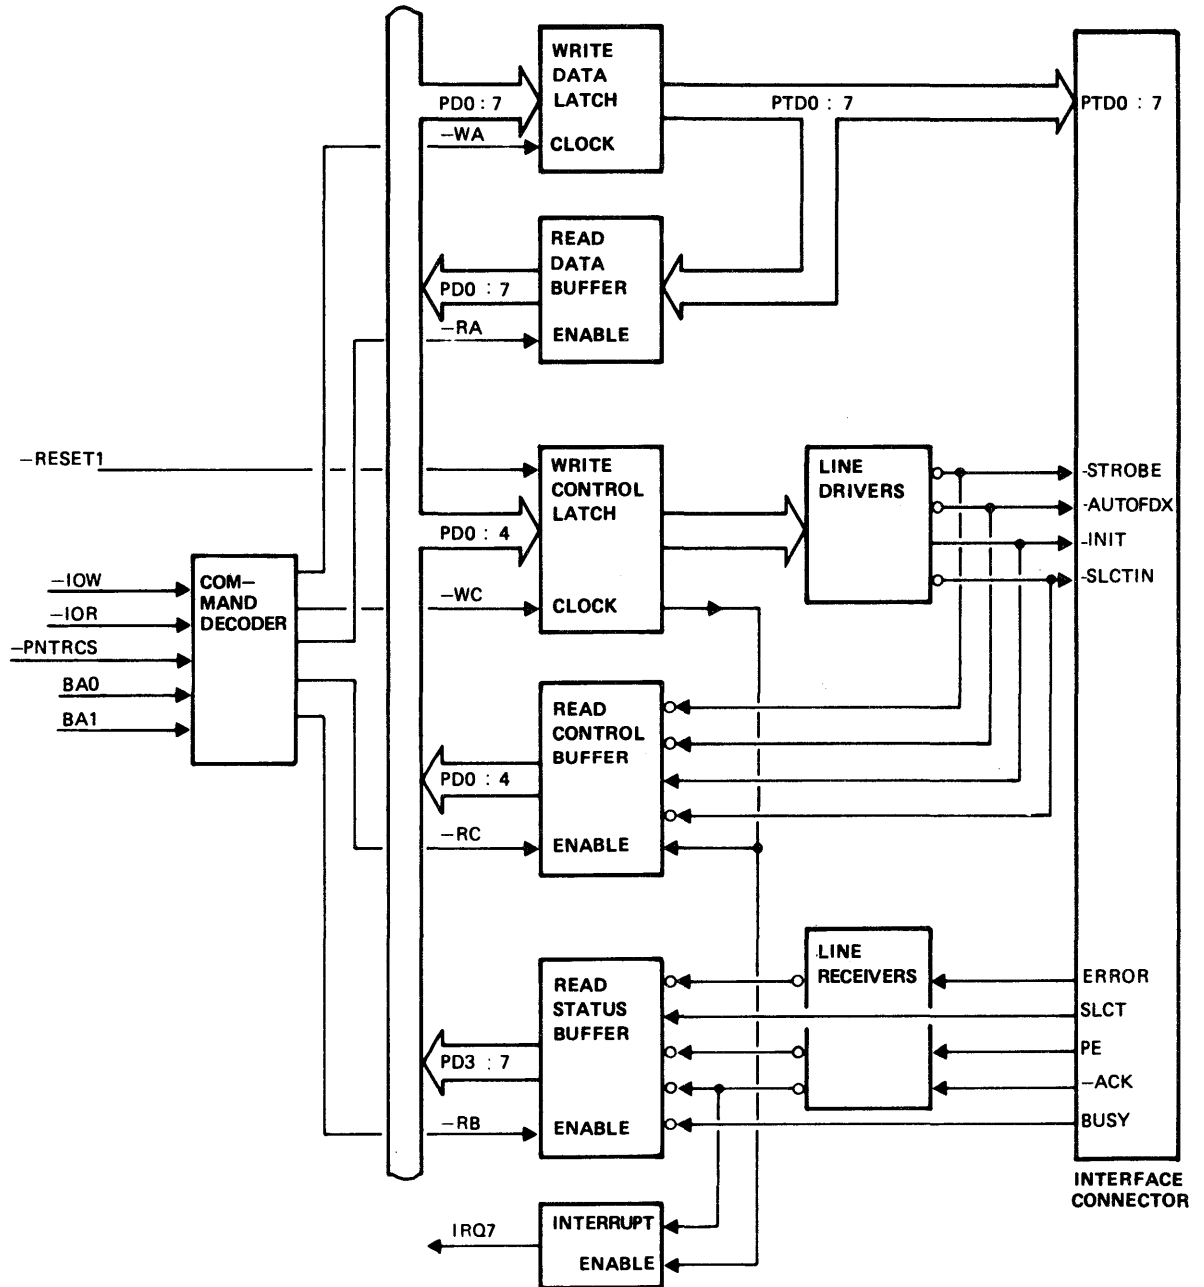 WRITE
DATA
LATCH
CLOCK
PD0 : 7
PTD0 : 7
PTD0 : 7
—WA
READ
DATA
BUFFER
ENABLE
PD0 : 7
—RA
—RESET1
WRITE
CONTROL
LATCH
CLOCK
PD0 : 4
—WC
LINE
DRIVERS
-STROBE
-AUTOFDX
-INIT
-SLCTIN
—IOW
—IOR
—PNTRCS
BA0
BA1
COM—
MAND
DECODER
READ
CONTROL
BUFFER
ENABLE
PD0 : 4
—RC
LINE
RECEIVERS
ERROR
SLCT
PE
—ACK
BUSY
READ
STATUS
BUFFER
ENABLE
PD3 : 7
—RB
INTERFACE
CONNECTOR
IRQ7
INTERRUPT
ENABLE